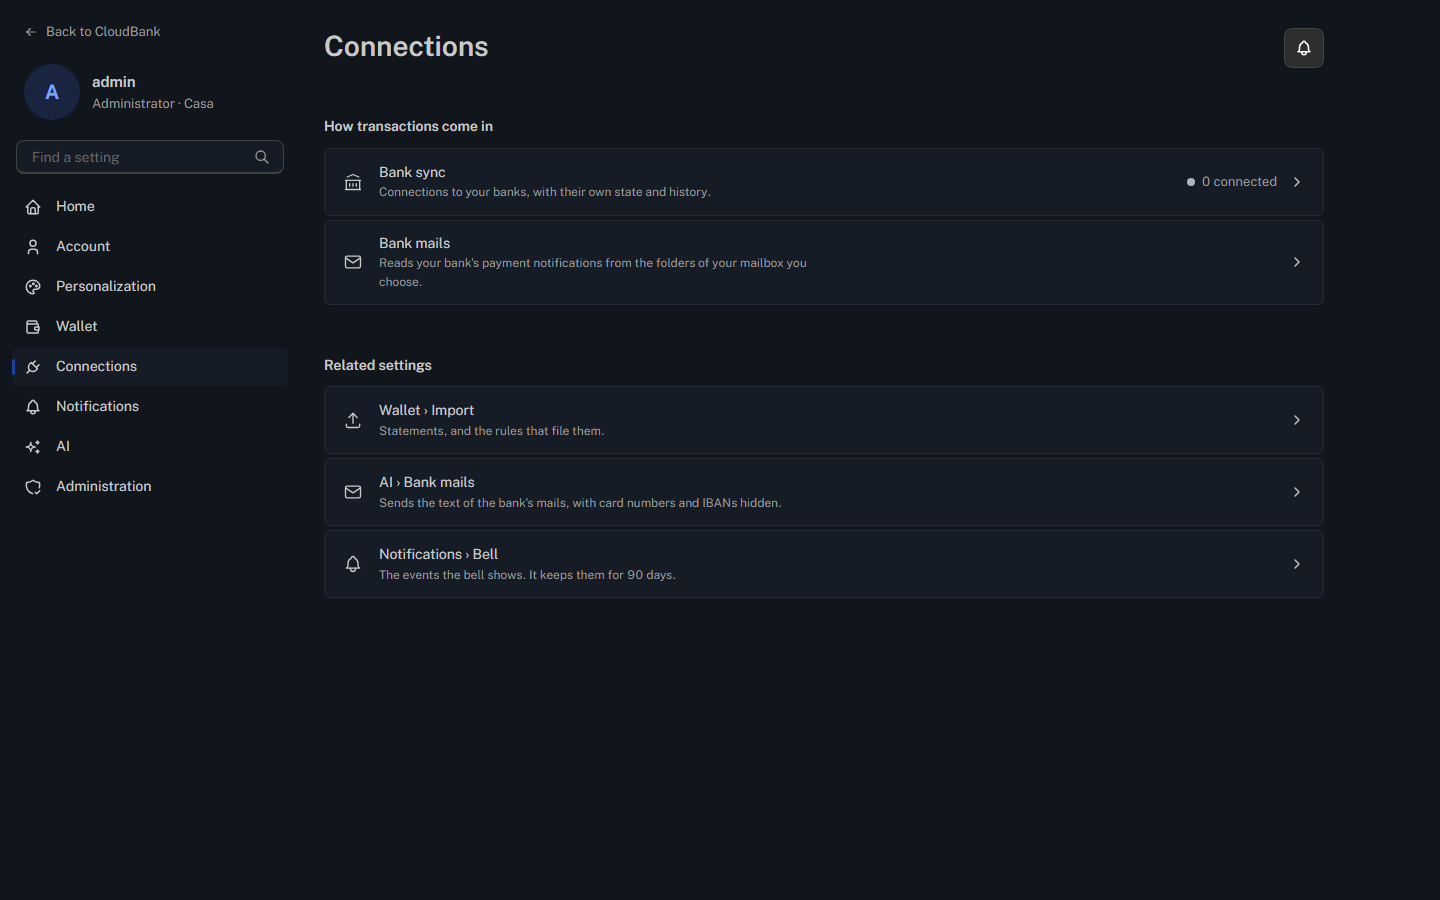 Back to CloudBank
A
admin
Administrator · Casa
Find a setting
Home
Account
Personalization
Wallet
Connections
Notifications
AI
Administration
Connections
How transactions come in
Bank sync
Connections to your banks, with their own state and history.
0 connected
Bank mails
Reads your bank's payment notifications from the folders of your mailbox you
choose.
Related settings
Wallet › Import
Statements, and the rules that file them.
AI › Bank mails
Sends the text of the bank's mails, with card numbers and IBANs hidden.
Notifications › Bell
The events the bell shows. It keeps them for 90 days.